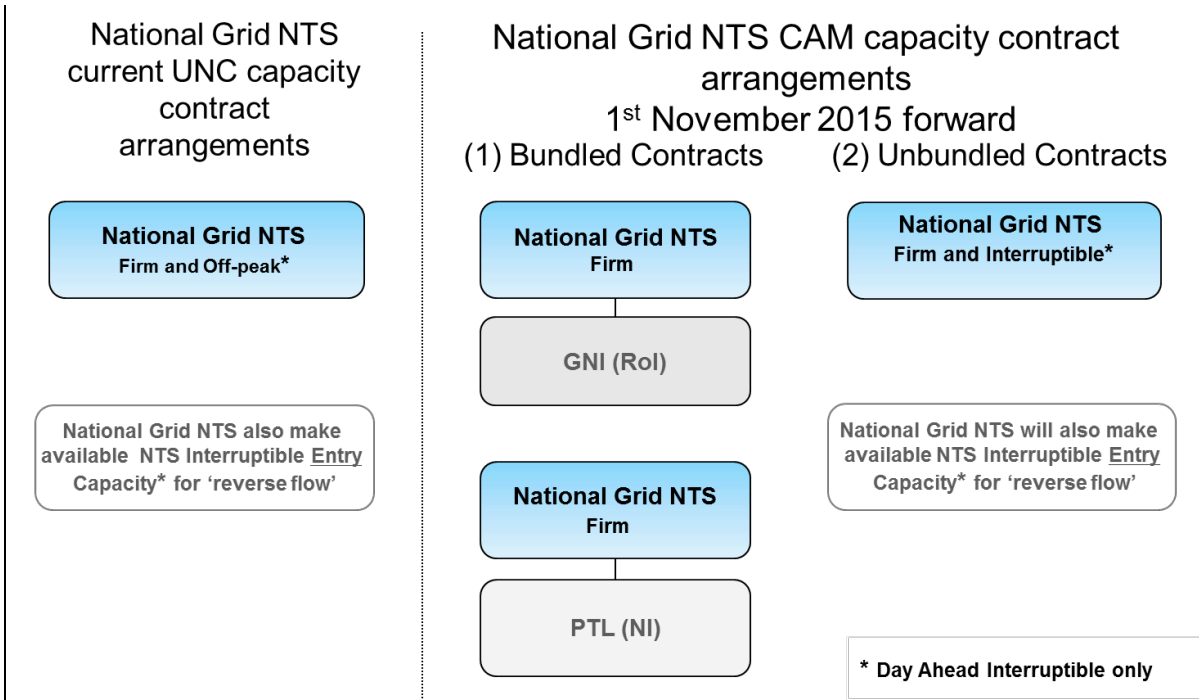 National Grid NTS
current UNC capacity
contract
arrangements
National Grid NTS
Firm and Off-peak*
National Grid NTS also make
available NTS Interruptible Entry
Capacity* for ‘reverse flow’
National Grid NTS CAM capacity contract
arrangements
1st November 2015 forward
(1) Bundled Contracts
National Grid NTS
Firm
GNI (RoI)
National Grid NTS
Firm
PTL (NI)
(2) Unbundled Contracts
National Grid NTS
Firm and Interruptible*
National Grid NTS will also make
available NTS Interruptible Entry
Capacity* for ‘reverse flow’
* Day Ahead Interruptible only